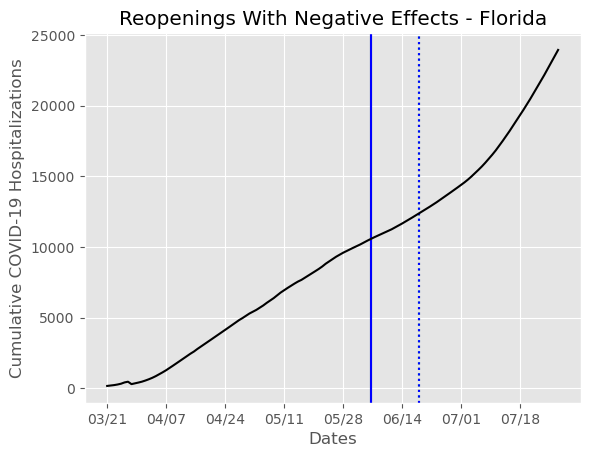 Reopenings With Negative Effects - Florida
Cumulative COVID-19 Hospitalizations
25000
20000
15000
10000
5000
0
03/21 04/07 04/24 05/11 05/28 06/14 07/01 07/18
Dates